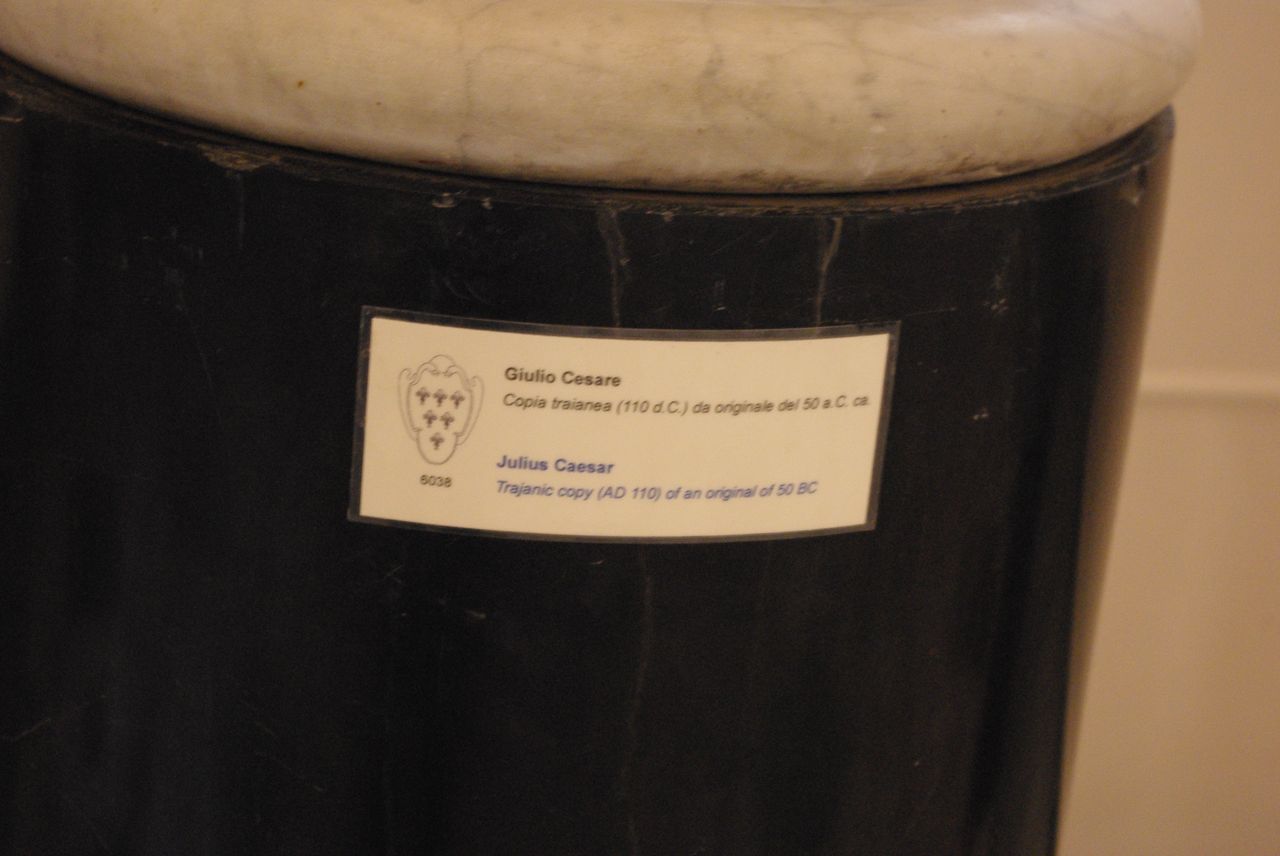 Giulio Cesare
Copia traianea (110 d.C.) da originale del 50 a.C. ca.
Julius Caesar
Trajanic copy (AD 110) of an original of 50 BC
6038